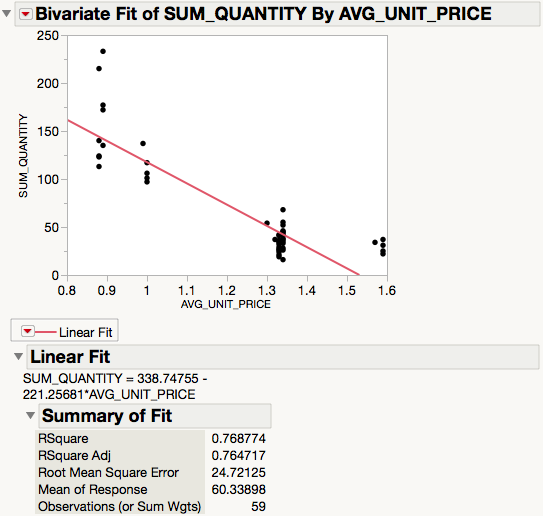 Bivariate Fit of SUM_QUANTITY By AVG_UNIT_PRICE
250
200
150
100
50
0
SUM_QUANTITY
0.8 0.9 1 1.1 1.2 1.3 1.4 1.5 1.6
AVG_UNIT_PRICE
Linear Fit
Linear Fit
SUM_QUANTITY = 338.74755 -
221.25681*AVG_UNIT_PRICE
Summary of Fit
RSquare 0.768774
RSquare Adj 0.764717
Root Mean Square Error 24.72125
Mean of Response 60.33898
Observations (or Sum Wgts) 59